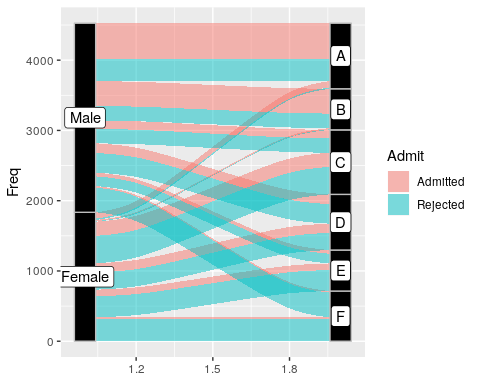 Freq
4000
3000
2000
1000
0
1.2
1.5
1.8
Male
Female
A
B
C
D
E
F
Admit
Admitted
Rejected